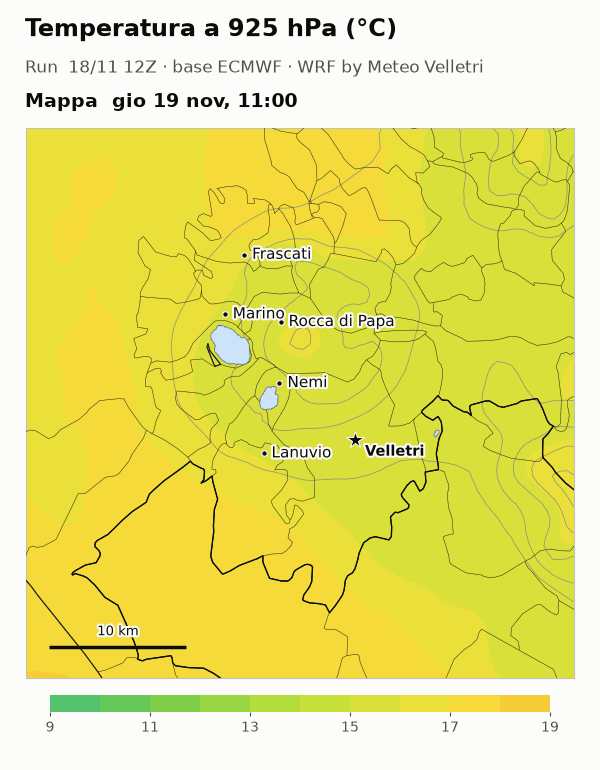 Temperatura a 925 hPa (°C)
Run  18/11 12Z · base ECMWF · WRF by Meteo Velletri
Mappa  gio 19 nov, 11:00
Frascati
Marino
Rocca di Papa
Nemi
Velletri
Lanuvio
10 km
9 11 13 15 17 19